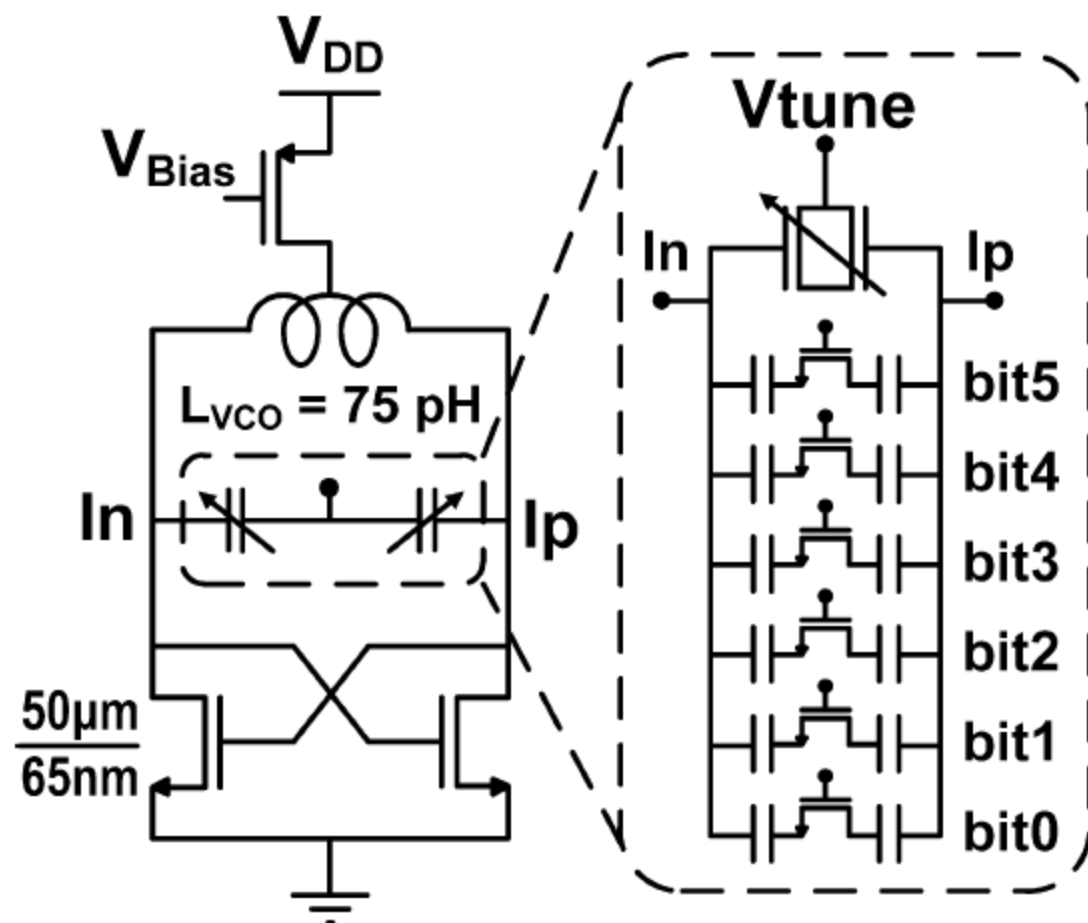 VDD
VBias
LVCO = 75 pH
In
Ip
50μm
65nm
Vtune
In
Ip
bit5
bit4
bit3
bit2
bit1
bit0